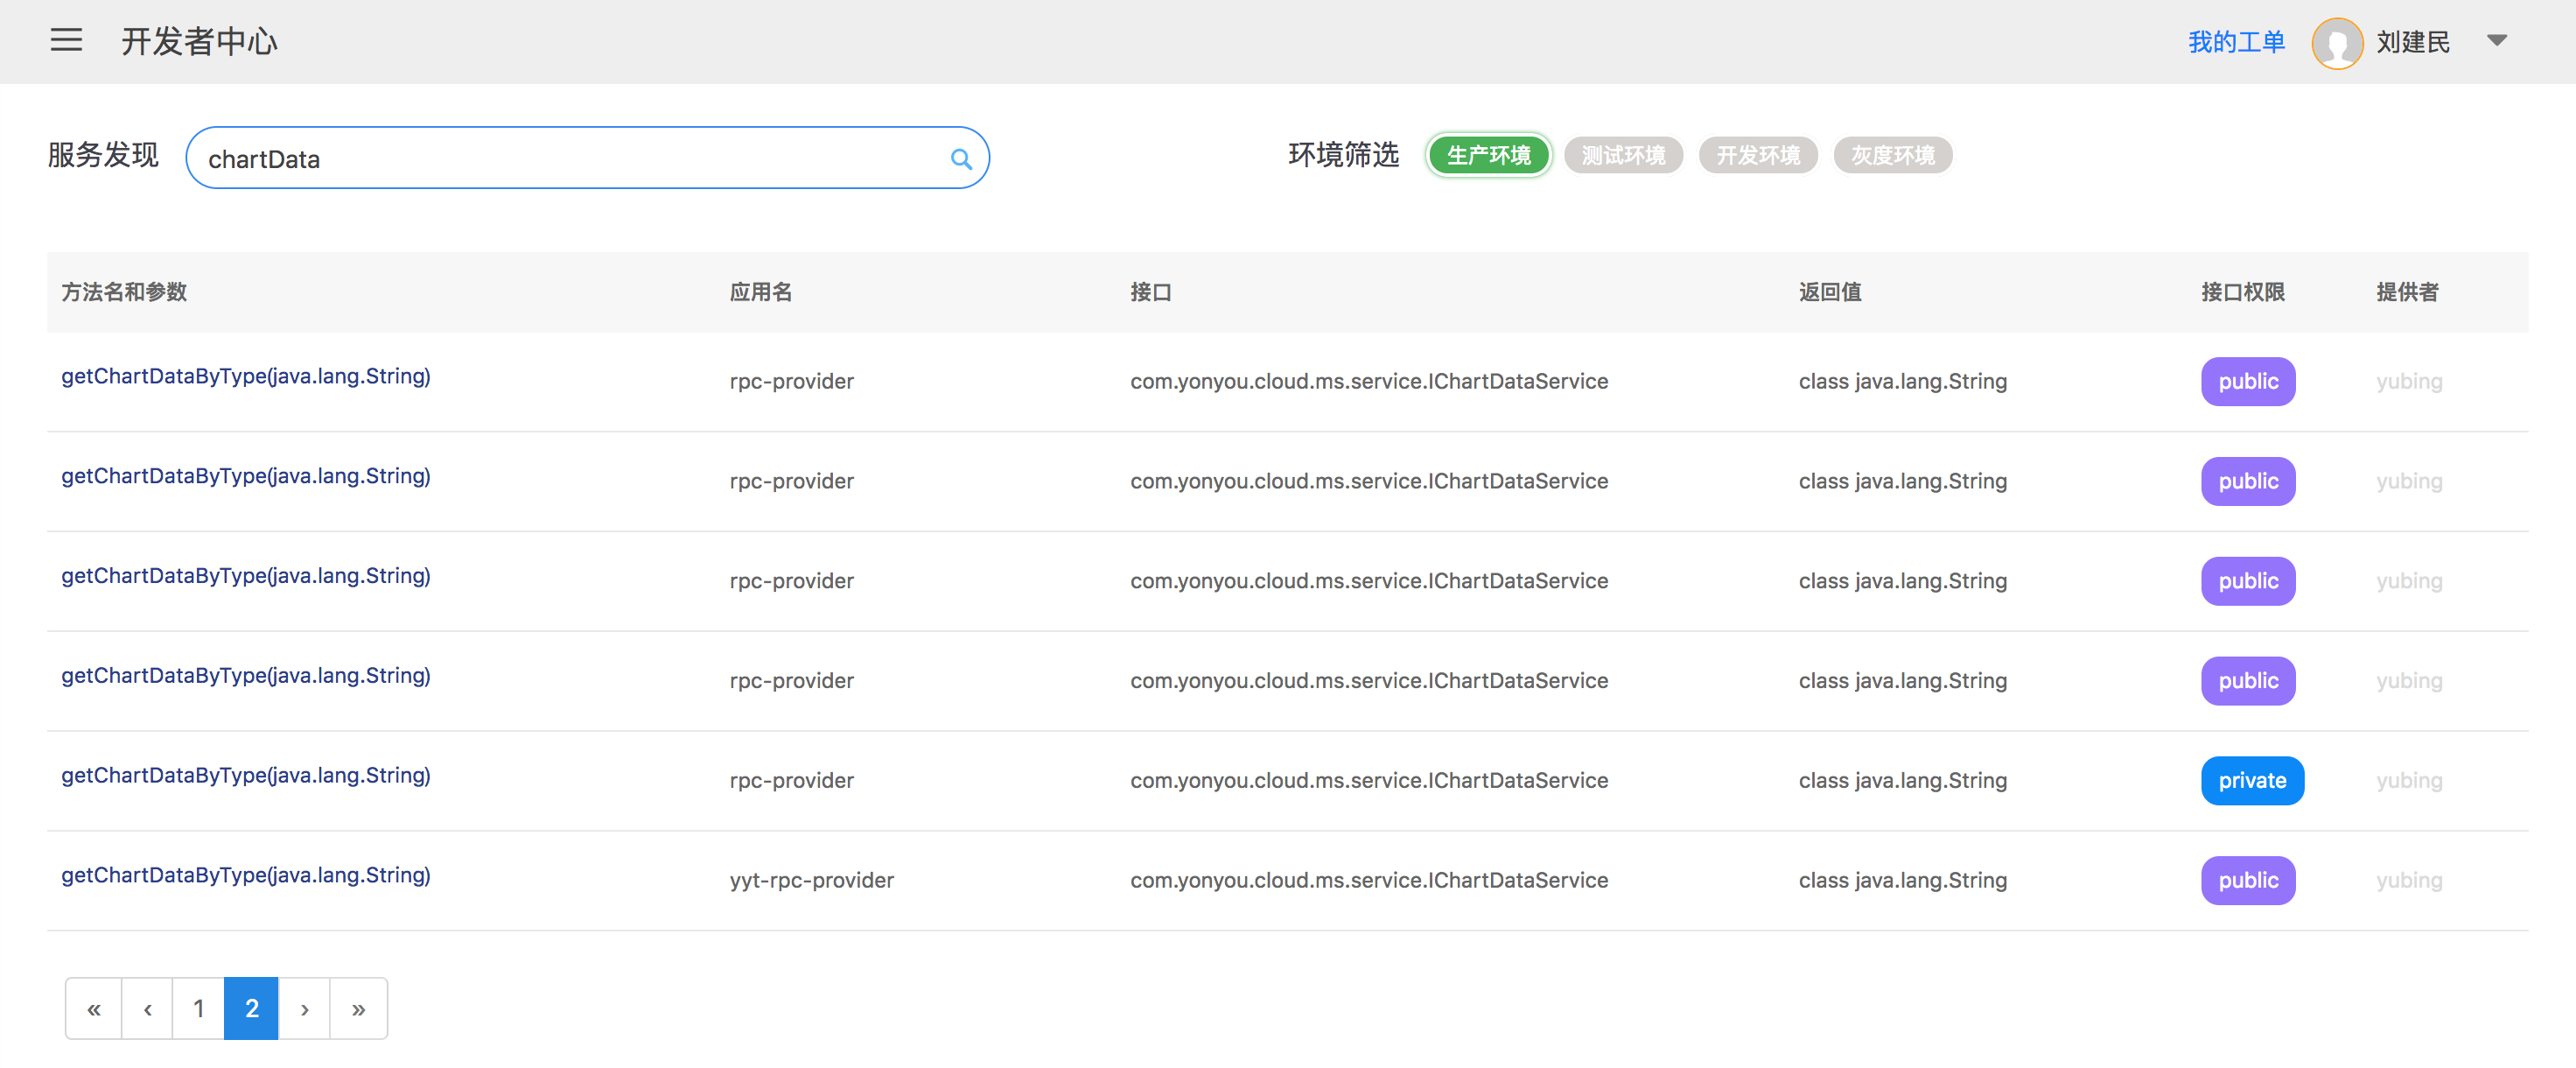 开发者中心 我的工单 刘建民
服务发现 chartData 环境筛选 生产环境 测试环境 开发环境 灰度环境
方法名和参数 应用名 接口 返回值 接口权限 提供者
getChartDataByType(java.lang.String) rpc-provider com.yonyou.cloud.ms.service.IChartDataService class java.lang.String public yubing
getChartDataByType(java.lang.String) rpc-provider com.yonyou.cloud.ms.service.IChartDataService class java.lang.String public yubing
getChartDataByType(java.lang.String) rpc-provider com.yonyou.cloud.ms.service.IChartDataService class java.lang.String public yubing
getChartDataByType(java.lang.String) rpc-provider com.yonyou.cloud.ms.service.IChartDataService class java.lang.String public yubing
getChartDataByType(java.lang.String) rpc-provider com.yonyou.cloud.ms.service.IChartDataService class java.lang.String private yubing
getChartDataByType(java.lang.String) yyt-rpc-provider com.yonyou.cloud.ms.service.IChartDataService class java.lang.String public yubing
« ‹ 1 2 › »